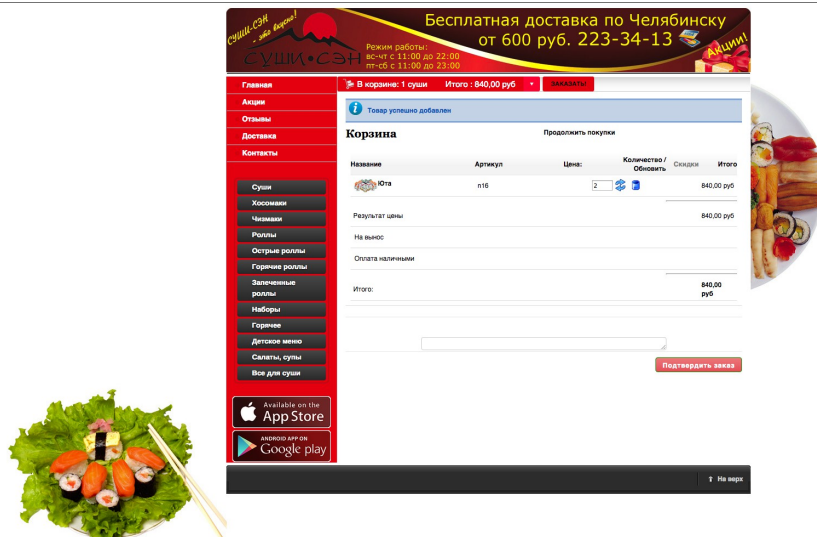 СУШИ-СЭН
- это вкусно!
Бесплатная доставка по Челябинску
от 600 руб. 223-34-13
Акции!
СУШИ•СЭН
Режим работы:
вс-чт с 11:00 до 22:00
пт-сб с 11:00 до 23:00
Главная
Акции
Отзывы
Доставка
Контакты
В корзине: 1 суши Итого : 840,00 руб
ЗАКАЗАТЬ
Товар успешно добавлен
Корзина
Продолжить покупки
Название Артикул Цена: Количество / Обновить Скидки Итого
Юта n16 2 840,00 руб
Результат цены 840,00 руб
На вынос
Оплата наличными
Итого: 840,00 руб
Подтвердить заказ
Суши
Хосомаки
Чизмаки
Роллы
Острые роллы
Горячие роллы
Запеченные
роллы
Наборы
Горячее
Детское меню
Салаты, супы
Все для суши
Available on the
App Store
ANDROID APP ON
Google play
На верх